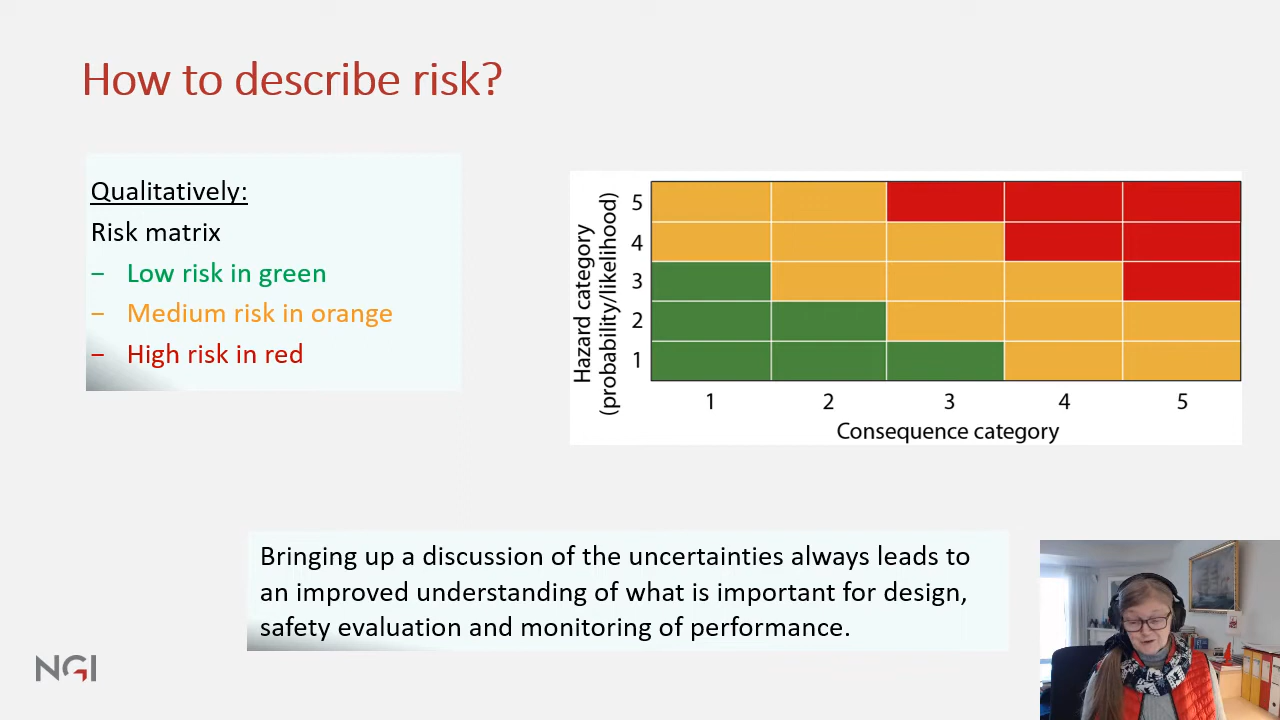 How to describe risk?
Qualitatively:
Risk matrix
– Low risk in green
– Medium risk in orange
– High risk in red
Hazard category
(probability/likelihood)
5
4
3
2
1
1 2 3 4 5
Consequence category
Bringing up a discussion of the uncertainties always leads to
an improved understanding of what is important for design,
safety evaluation and monitoring of performance.
NGI